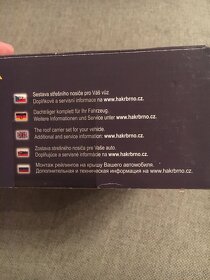 Sestava střešního nosiče pro Váš vůz
Doplňkové a servisní informace na www.hakrbrno.cz.
Dachträger komplett für Ihr Fahrzeug.
Weitere Informationen und Service unter www.hakrbrno.cz.
The roof carrier set for your vehicle.
Additional and service information: www.hakrbrno.cz.
Zostava strešného nosiča pre Vaše auto.
Doplňujúce a servisné informácie na www.hakrbrno.cz.
Монтаж рейлингов на крышу Вашего автомобиля.
Дополнительная и техническая информация на www.hakrbrno.cz.